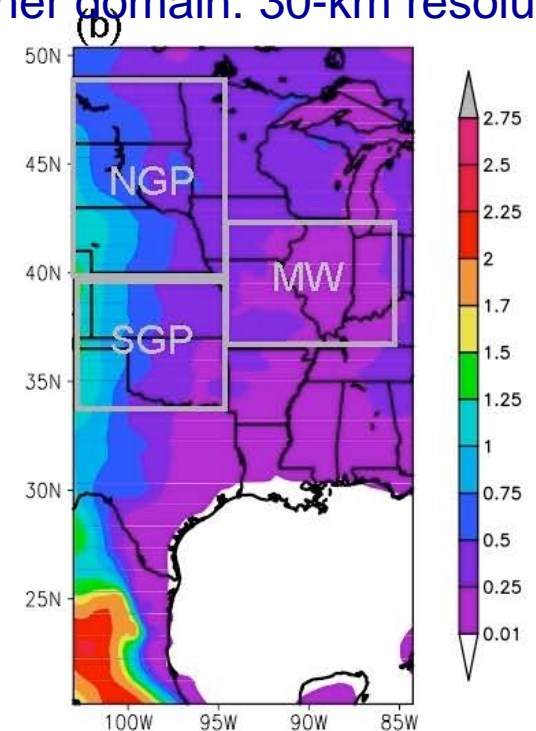 ner domain: 30-km resolu
(b)
50N
45N
40N
35N
30N
25N
NGP
MW
SGP
100W 95W 90W 85W
2.75
2.5
2.25
2
1.7
1.5
1.25
1
0.75
0.5
0.25
0.01